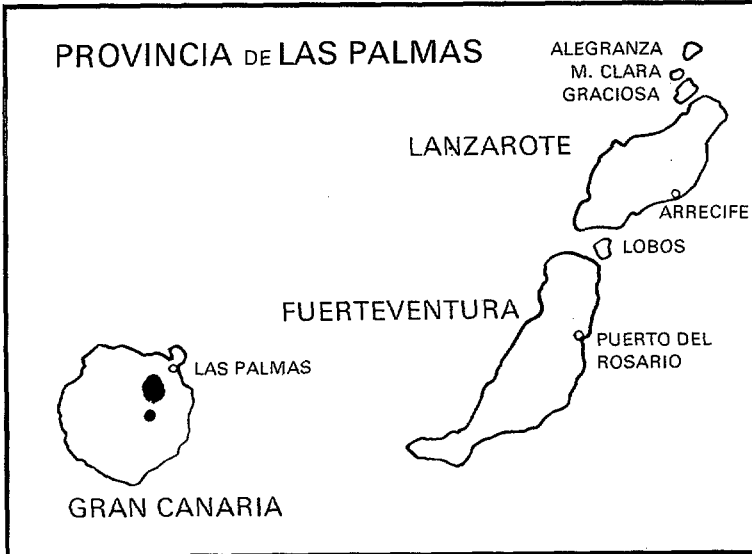 PROVINCIA DE LAS PALMAS
ALEGRANZA
M. CLARA
GRACIOSA
LANZAROTE
ARRECIFE
LOBOS
FUERTEVENTURA
PUERTO DEL
ROSARIO
LAS PALMAS
GRAN CANARIA